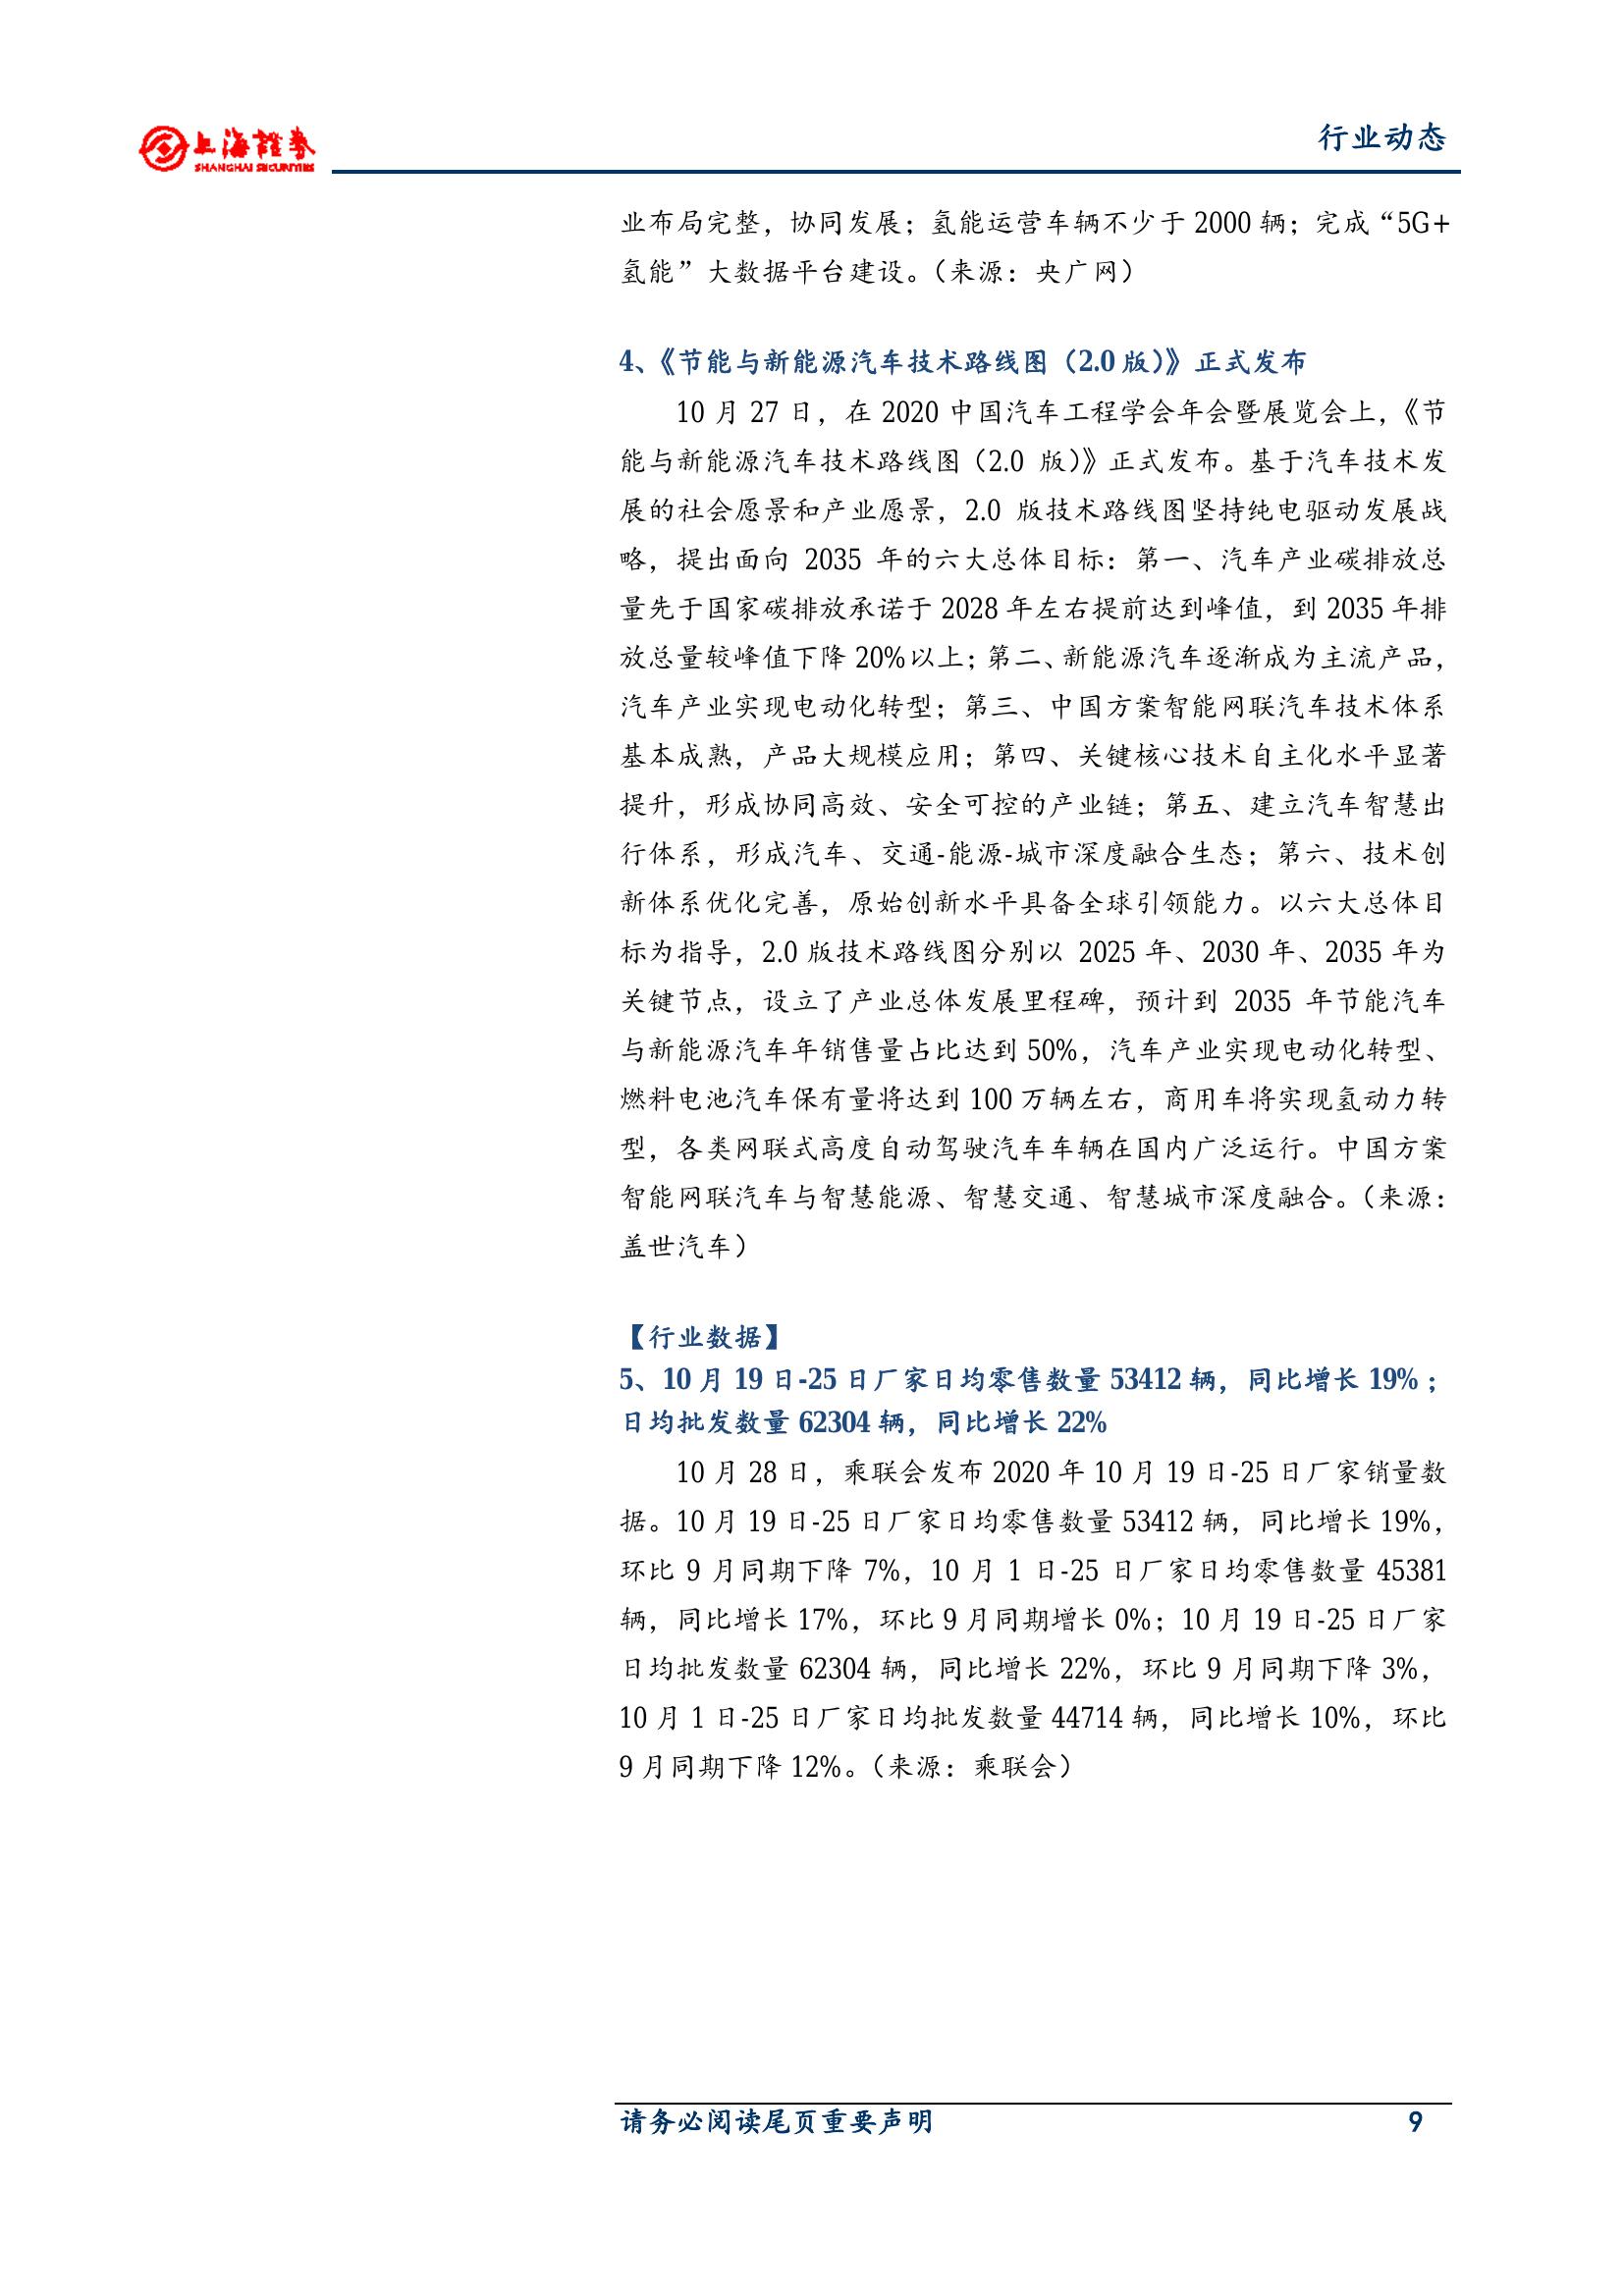 上海證券
SHANGHAI SECURITIES
行业动态
业布局完整，协同发展；氢能运营车辆不少于 2000 辆；完成“5G+
氢能”大数据平台建设。（来源：央广网）
4、《节能与新能源汽车技术路线图（2.0 版）》正式发布
10 月 27 日，在 2020 中国汽车工程学会年会暨展览会上，《节
能与新能源汽车技术路线图（2.0 版）》正式发布。基于汽车技术发
展的社会愿景和产业愿景，2.0 版技术路线图坚持纯电驱动发展战
略，提出面向 2035 年的六大总体目标：第一、汽车产业碳排放总
量先于国家碳排放承诺于 2028 年左右提前达到峰值，到 2035 年排
放总量较峰值下降 20%以上；第二、新能源汽车逐渐成为主流产品，
汽车产业实现电动化转型；第三、中国方案智能网联汽车技术体系
基本成熟，产品大规模应用；第四、关键核心技术自主化水平显著
提升，形成协同高效、安全可控的产业链；第五、建立汽车智慧出
行体系，形成汽车、交通-能源-城市深度融合生态；第六、技术创
新体系优化完善，原始创新水平具备全球引领能力。以六大总体目
标为指导，2.0 版技术路线图分别以 2025 年、2030 年、2035 年为
关键节点，设立了产业总体发展里程碑，预计到 2035 年节能汽车
与新能源汽车年销售量占比达到 50%，汽车产业实现电动化转型、
燃料电池汽车保有量将达到 100 万辆左右，商用车将实现氢动力转
型，各类网联式高度自动驾驶汽车车辆在国内广泛运行。中国方案
智能网联汽车与智慧能源、智慧交通、智慧城市深度融合。（来源：
盖世汽车）
【行业数据】
5、10 月 19 日-25 日厂家日均零售数量 53412 辆，同比增长 19%；
日均批发数量 62304 辆，同比增长 22%
10 月 28 日，乘联会发布 2020 年 10 月 19 日-25 日厂家销量数
据。10 月 19 日-25 日厂家日均零售数量 53412 辆，同比增长 19%，
环比 9 月同期下降 7%，10 月 1 日-25 日厂家日均零售数量 45381
辆，同比增长 17%，环比 9 月同期增长 0%；10 月 19 日-25 日厂家
日均批发数量 62304 辆，同比增长 22%，环比 9 月同期下降 3%，
10 月 1 日-25 日厂家日均批发数量 44714 辆，同比增长 10%，环比
9 月同期下降 12%。（来源：乘联会）
请务必阅读尾页重要声明 9